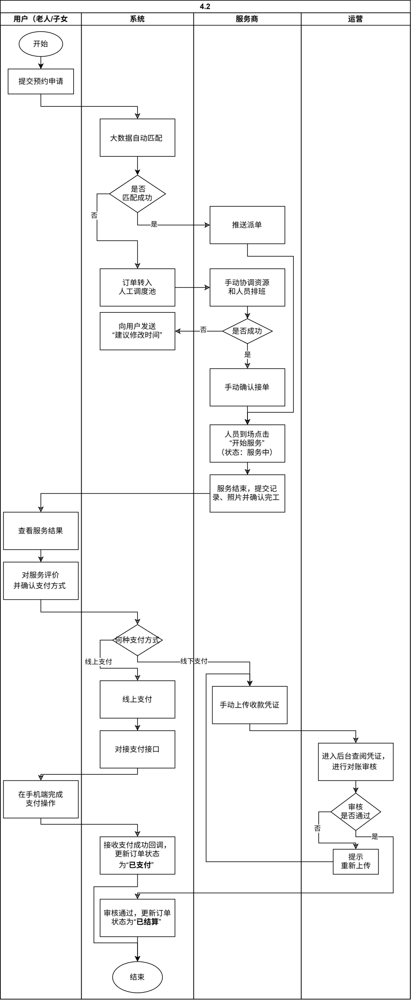 4.2
用户（老人/子女
系统
服务商
运营
开始
提交预约申请
大数据自动匹配
是否
匹配成功
否
是
推送派单
订单转入
人工调度池
手动协调资源
和人员排班
向用户发送
“建议修改时间”
否
是否成功
是
手动确认接单
人员到场点击
“开始服务”
（状态：服务中）
服务结束，提交记
录、照片并确认完工
查看服务结果
对服务评价
并确认支付方式
何种支付方式
线上支付
线下支付
线上支付
手动上传收款凭证
对接支付接口
进入后台查阅凭证，
进行对账审核
在手机端完成
支付操作
审核
是否通过
否
是
接收支付成功回调，
更新订单状态
为“已支付”
提示
重新上传
审核通过，更新订单
状态为“已结算”
结束